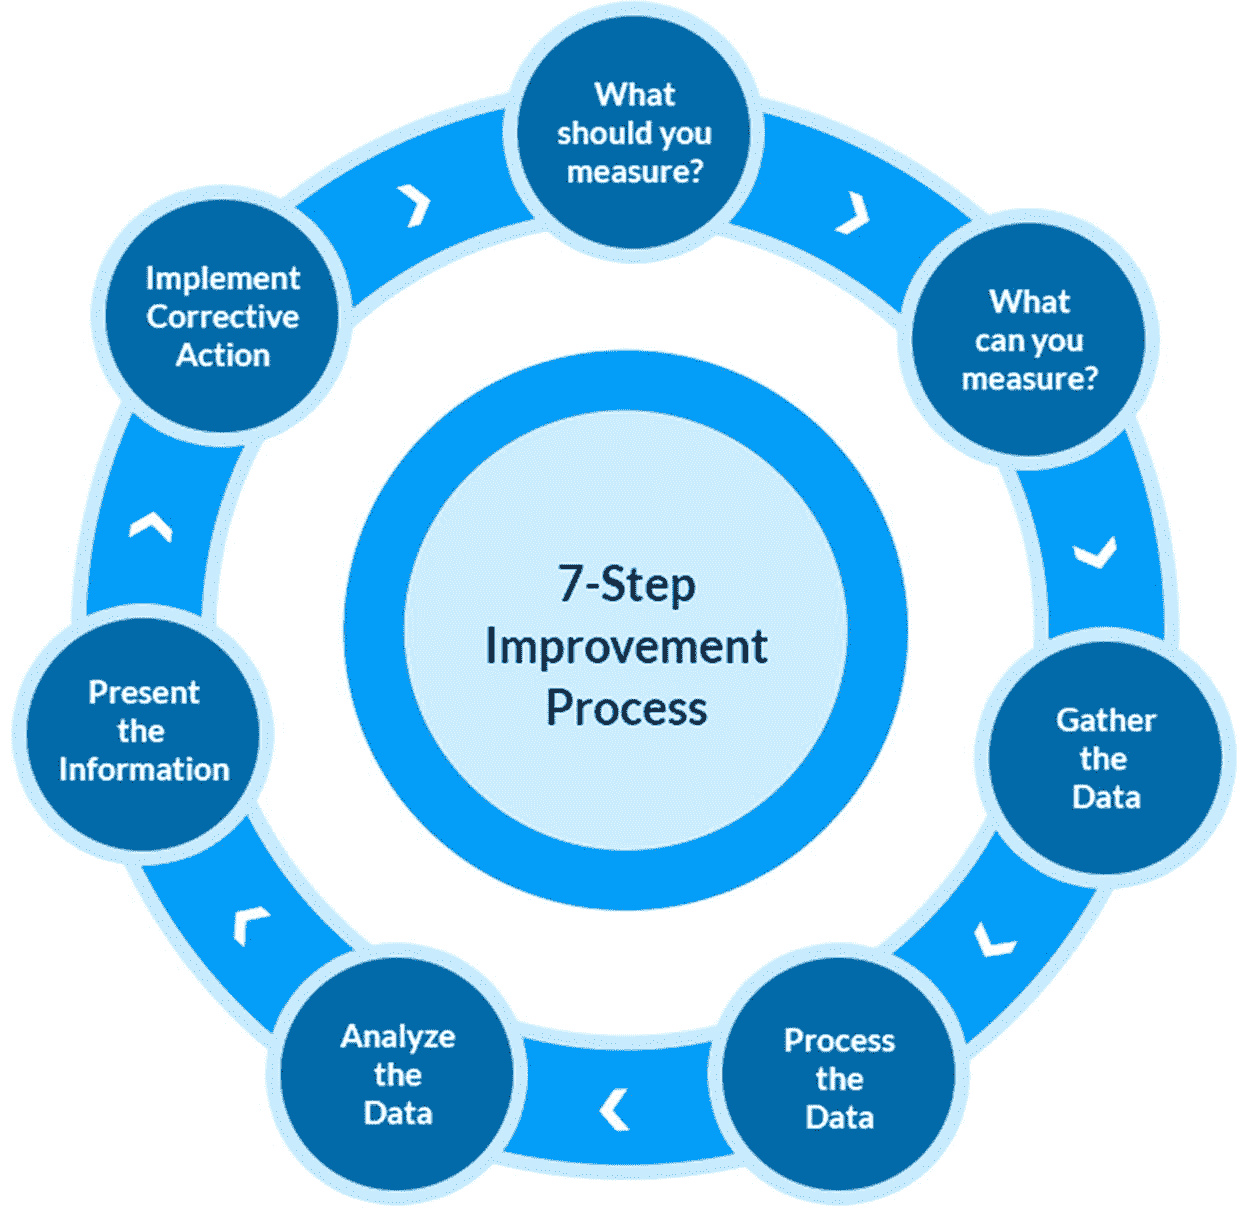 What
should you
measure?
What
can you
measure?
Gather
the
Data
Process
the
Data
Analyze
the
Data
Present
the
Information
Implement
Corrective
Action
7-Step
Improvement
Process